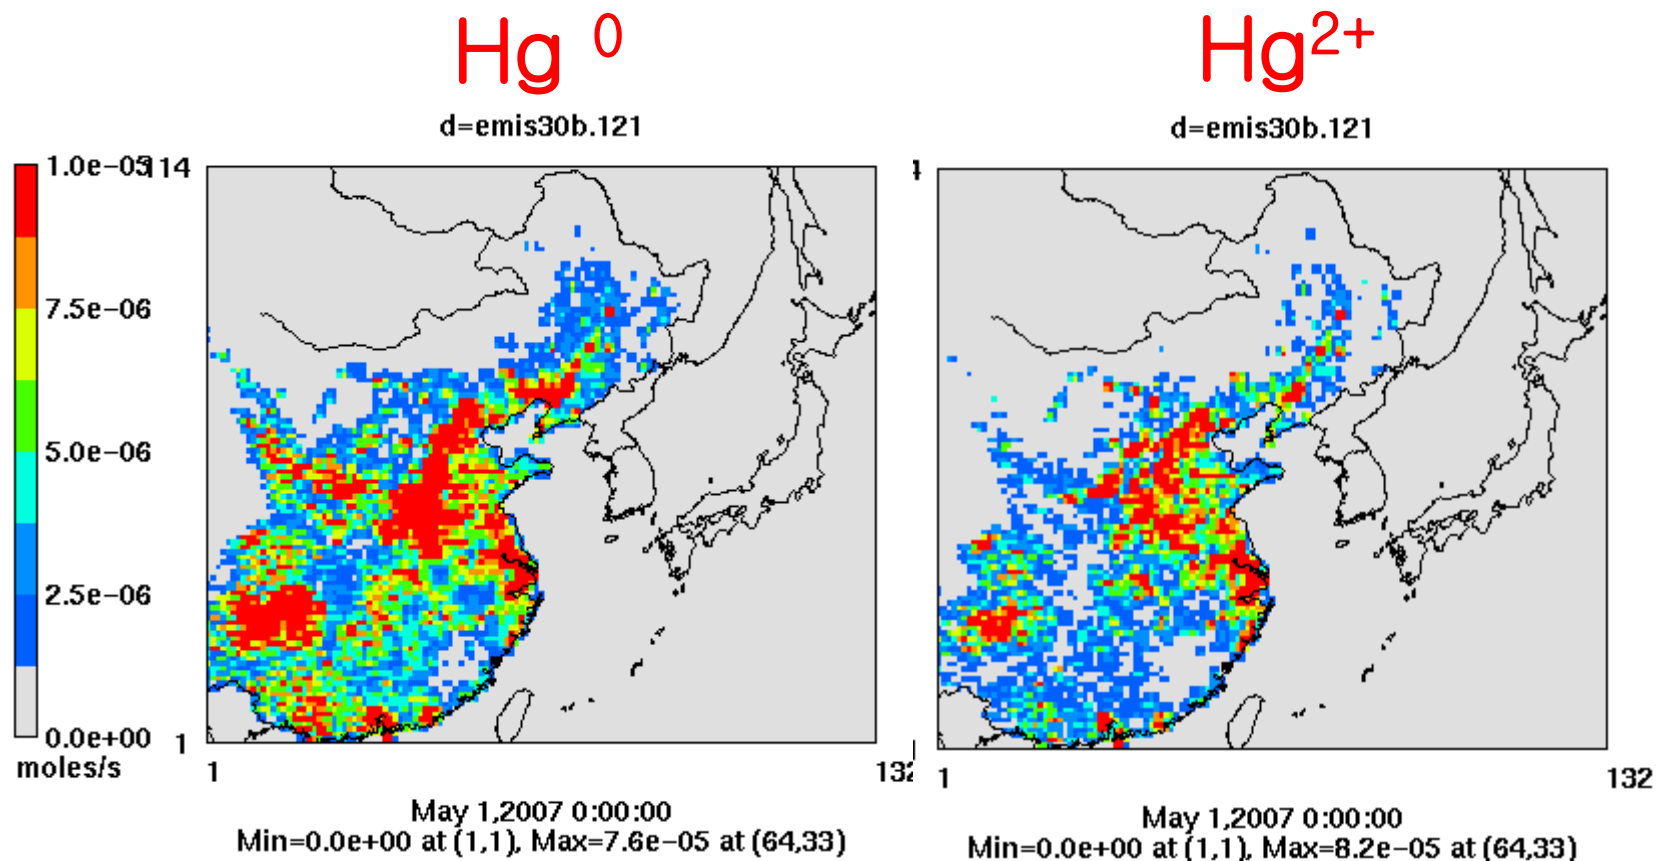 Hg 0
d=emis30b.121
1.0e-05
7.5e-06
5.0e-06
2.5e-06
0.0e+00
moles/s
114
1
1
132
May 1,2007 0:00:00
Min=0.0e+00 at (1,1), Max=7.6e-05 at (64,33)
Hg2+
d=emis30b.121
4
1
132
May 1,2007 0:00:00
Min=0.0e+00 at (1,1), Max=8.2e-05 at (64,33)